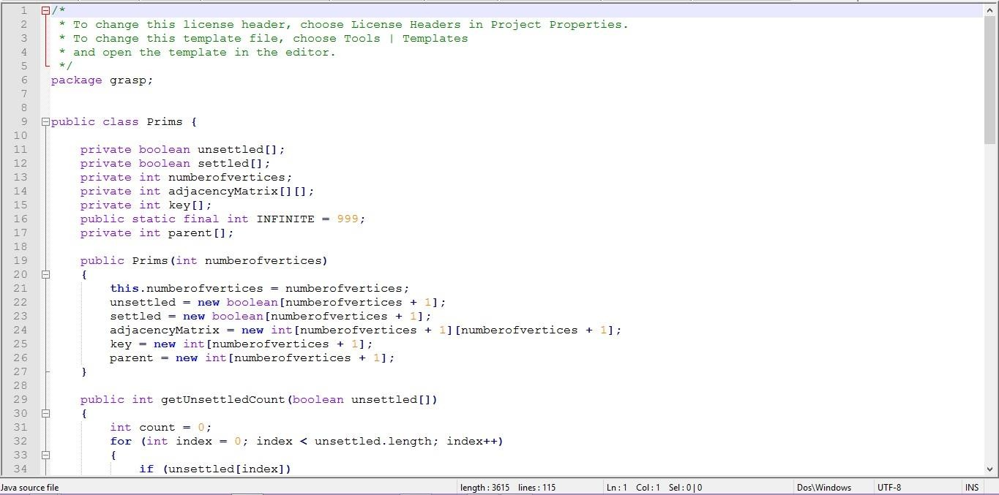 1 /*
2  * To change this license header, choose License Headers in Project Properties.
3  * To change this template file, choose Tools | Templates
4  * and open the template in the editor.
5  */
6 package grasp;
7
8
9 public class Prims {
10
11     private boolean unsettled[];
12     private boolean settled[];
13     private int numberofvertices;
14     private int adjacencyMatrix[][];
15     private int key[];
16     public static final int INFINITE = 999;
17     private int parent[];
18
19     public Prims(int numberofvertices)
20     {
21         this.numberofvertices = numberofvertices;
22         unsettled = new boolean[numberofvertices + 1];
23         settled = new boolean[numberofvertices + 1];
24         adjacencyMatrix = new int[numberofvertices + 1][numberofvertices + 1];
25         key = new int[numberofvertices + 1];
26         parent = new int[numberofvertices + 1];
27     }
28
29     public int getUnsettledCount(boolean unsettled[])
30     {
31         int count = 0;
32         for (int index = 0; index < unsettled.length; index++)
33         {
34             if (unsettled[index])
Java source file length : 3615 lines : 115 Ln : 1 Col : 1 Sel : 0 | 0 Dos\Windows UTF-8 INS